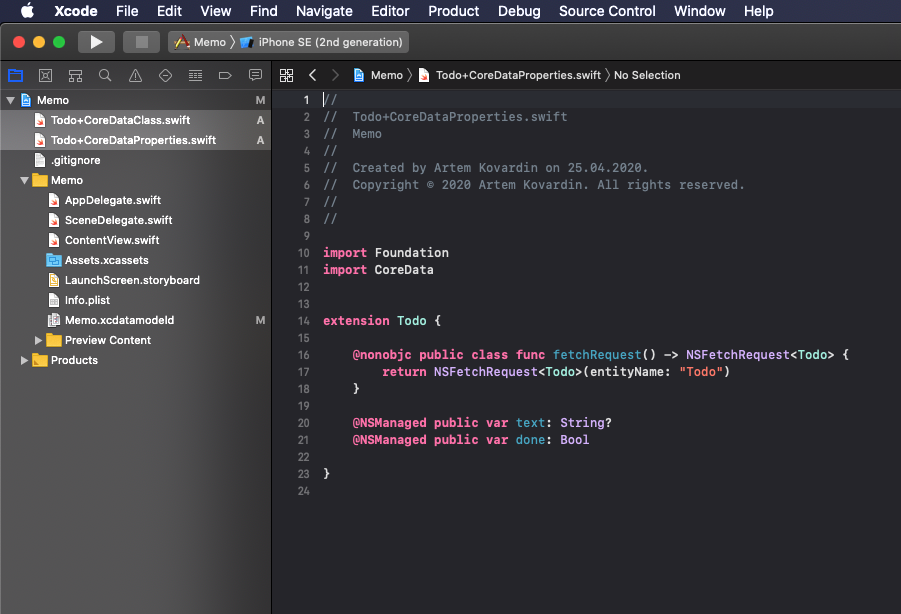 Xcode File Edit View Find Navigate Editor Product Debug Source Control Window Help
Memo iPhone SE (2nd generation)
Memo Todo+CoreDataProperties.swift No Selection
Memo M
Todo+CoreDataClass.swift A
Todo+CoreDataProperties.swift A
.gitignore
Memo
AppDelegate.swift
SceneDelegate.swift
ContentView.swift
Assets.xcassets
LaunchScreen.storyboard
Info.plist
Memo.xcdatamodeld M
Preview Content
Products
1 //
2 //  Todo+CoreDataProperties.swift
3 //  Memo
4 //
5 //  Created by Artem Kovardin on 25.04.2020.
6 //  Copyright © 2020 Artem Kovardin. All rights reserved.
7 //
8 //
9
10 import Foundation
11 import CoreData
12
13
14 extension Todo {
15
16     @nonobjc public class func fetchRequest() -> NSFetchRequest<Todo> {
17         return NSFetchRequest<Todo>(entityName: "Todo")
18     }
19
20     @NSManaged public var text: String?
21     @NSManaged public var done: Bool
22
23 }
24